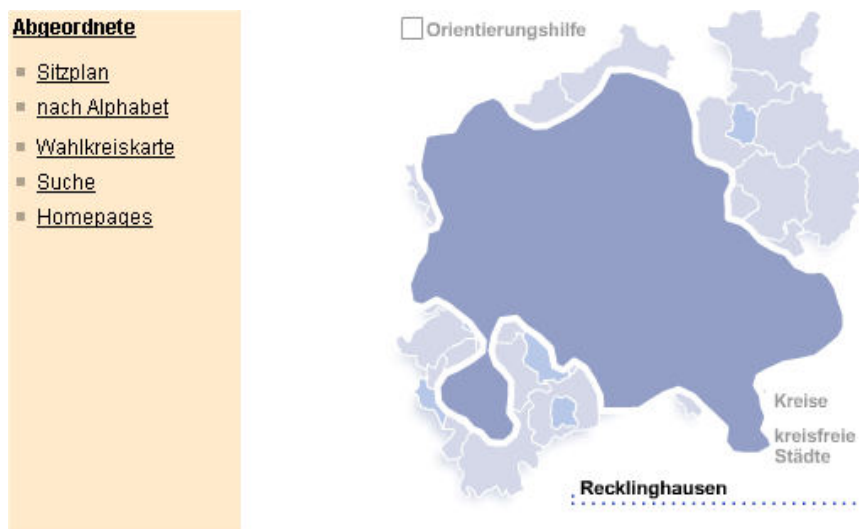 Abgeordnete
Sitzplan
nach Alphabet
Wahlkreiskarte
Suche
Homepages
Orientierungshilfe
Kreise
kreisfreie
Städte
Recklinghausen